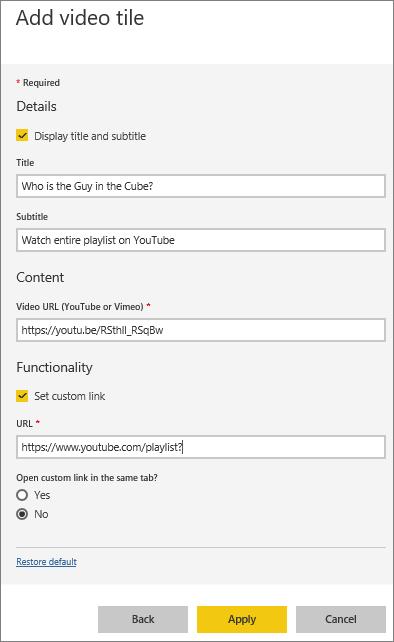 Add video tile
* Required
Details
Display title and subtitle
Title
Who is the Guy in the Cube?
Subtitle
Watch entire playlist on YouTube
Content
Video URL (YouTube or Vimeo) *
https://youtu.be/RSthlI_RSqBw
Functionality
Set custom link
URL *
https://www.youtube.com/playlist?
Open custom link in the same tab?
Yes
No
Restore default
Back Apply Cancel